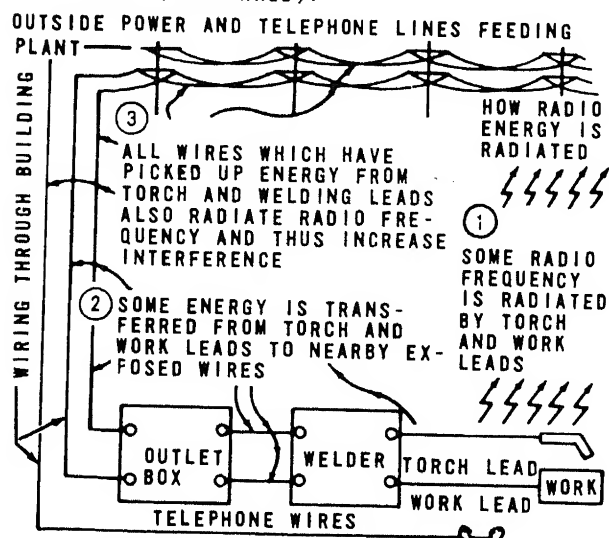 OUTSIDE POWER AND TELEPHONE LINES FEEDING
PLANT
HOW RADIO
ENERGY IS
RADIATED
3
ALL WIRES WHICH HAVE
PICKED UP ENERGY FROM
TORCH AND WELDING LEADS
ALSO RADIATE RADIO FRE-
QUENCY AND THUS INCREASE
INTERFERENCE
1
SOME RADIO
FREQUENCY
IS RADIATED
BY TORCH
AND WORK
LEADS
WIRING THROUGH BUILDING
2
SOME ENERGY IS TRANS-
FERRED FROM TORCH AND
WORK LEADS TO NEARBY EX-
FOSED WIRES
OUTLET
BOX
WELDER
TORCH LEAD
WORK LEAD
WORK
TELEPHONE WIRES